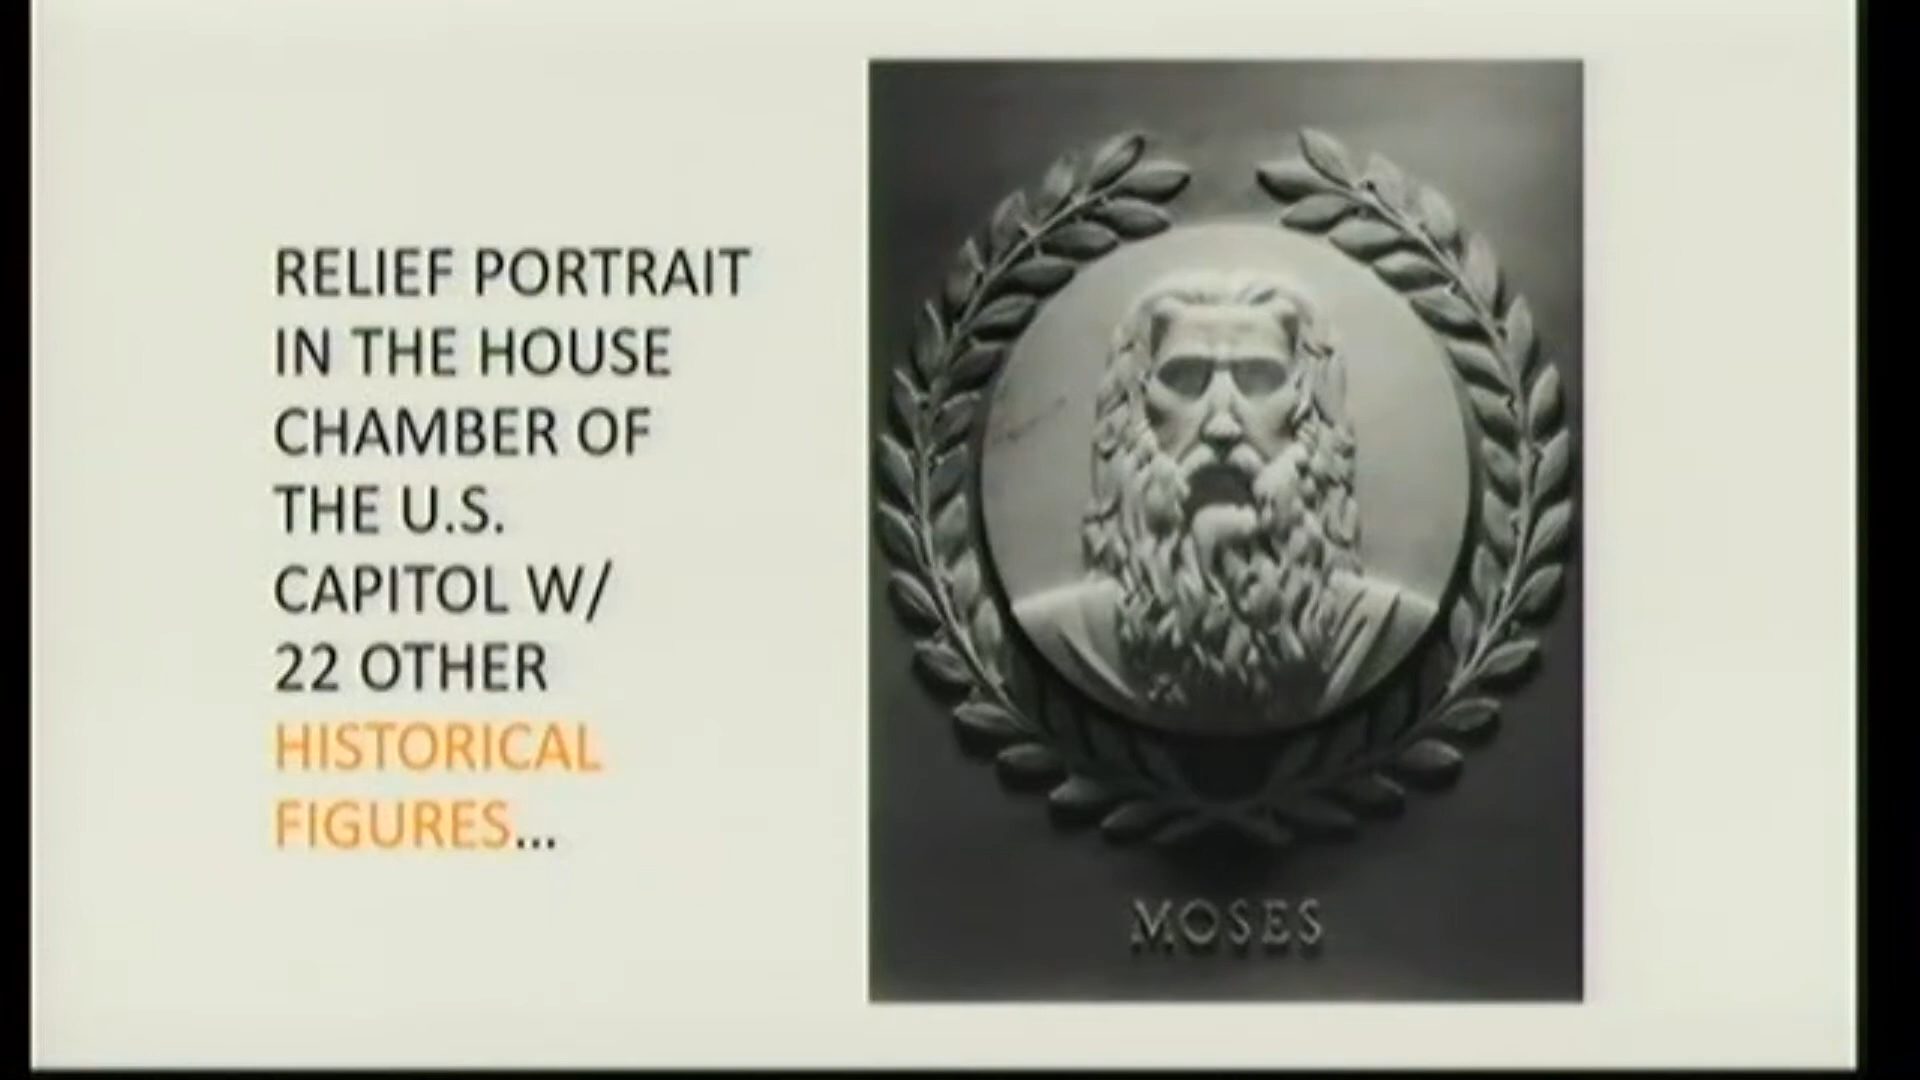 RELIEF PORTRAIT
IN THE HOUSE
CHAMBER OF
THE U.S.
CAPITOL W/
22 OTHER
HISTORICAL
FIGURES...
MOSES